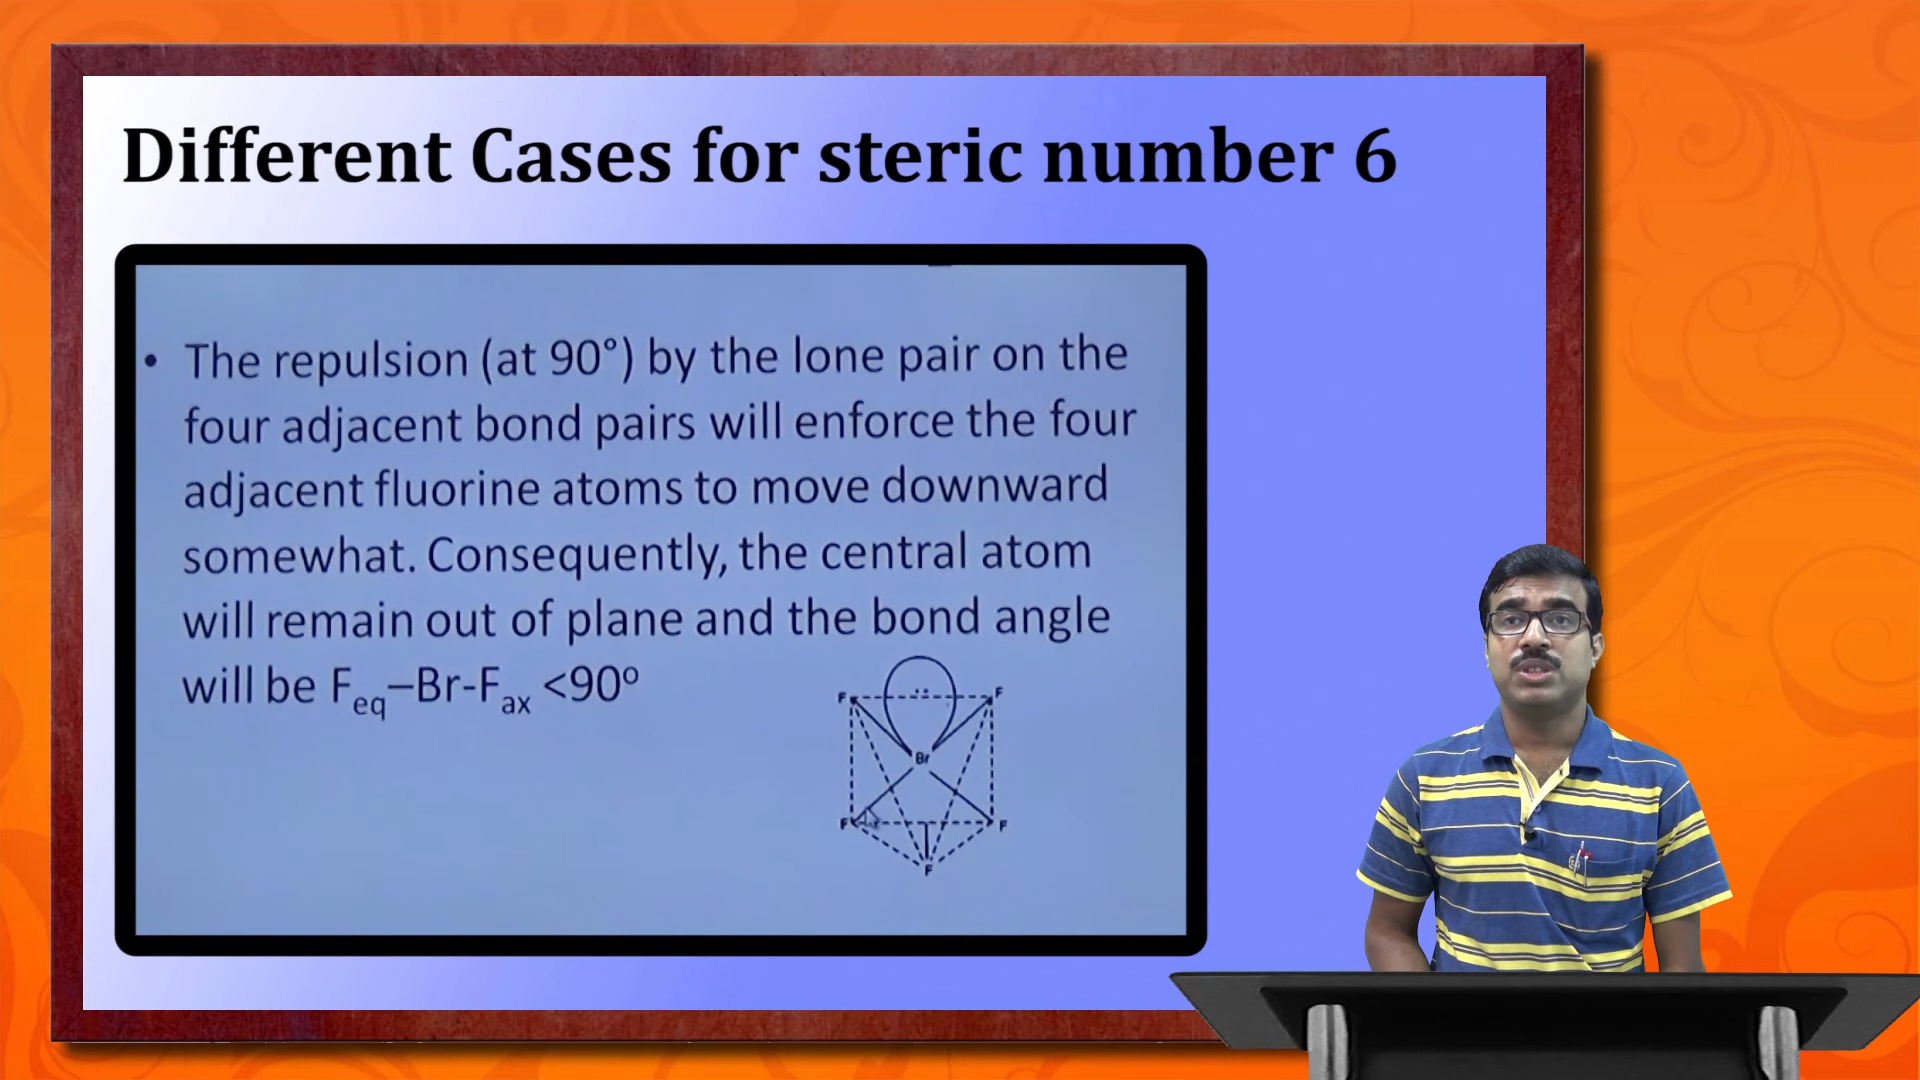 Different Cases for steric number 6
• The repulsion (at 90°) by the lone pair on the
four adjacent bond pairs will enforce the four
adjacent fluorine atoms to move downward
somewhat. Consequently, the central atom
will remain out of plane and the bond angle
will be Feq–Br-Fax <90º
F F
Br
F F
F